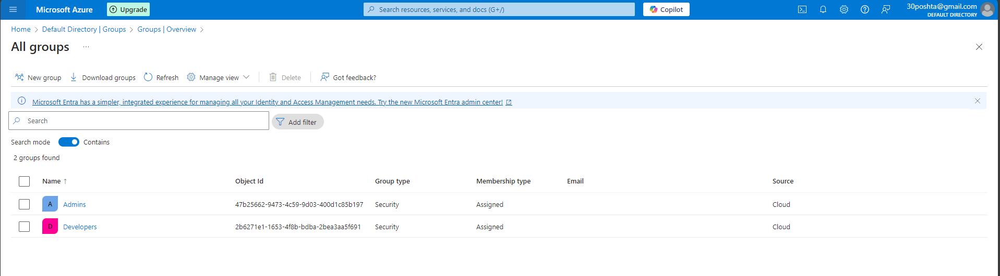 Microsoft Azure Upgrade Search resources, services, and docs (G+/) Copilot 30poshta@gmail.com
DEFAULT DIRECTORY
Home > Default Directory | Groups > Groups | Overview >
All groups ...
New group Download groups Refresh Manage view Delete Got feedback?
Microsoft Entra has a simpler, integrated experience for managing all your Identity and Access Management needs. Try the new Microsoft Entra admin center!
Search Add filter
Search mode Contains
2 groups found
Name ↑ Object Id Group type Membership type Email Source
A Admins 47b25662-9473-4c59-9d03-400d1c85b197 Security Assigned Cloud
D Developers 2b6271e1-1653-4f8b-bdba-2bea3aa5f691 Security Assigned Cloud